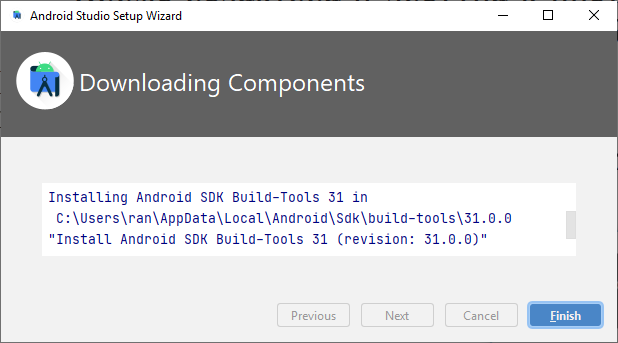 Android Studio Setup Wizard
Downloading Components
Installing Android SDK Build-Tools 31 in
C:\Users\ran\AppData\Local\Android\Sdk\build-tools\31.0.0
"Install Android SDK Build-Tools 31 (revision: 31.0.0)"
Previous
Next
Cancel
Finish